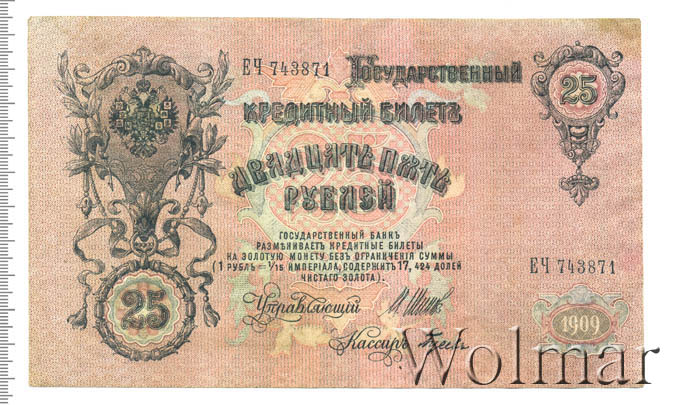 ЕЧ 743871 Государственный
25
Кредитный Билетъ
Двадцать пять
рублей
Государственный Банкъ
размѣниваетъ кредитные билеты
на золотую монету безъ ограниченія суммы
(1 рубль = 1/15 имперіала, содержитъ 17,424 долей
чистаго золота).
ЕЧ 743871
25
Управляющій
1909
Кассиръ
Wolmar